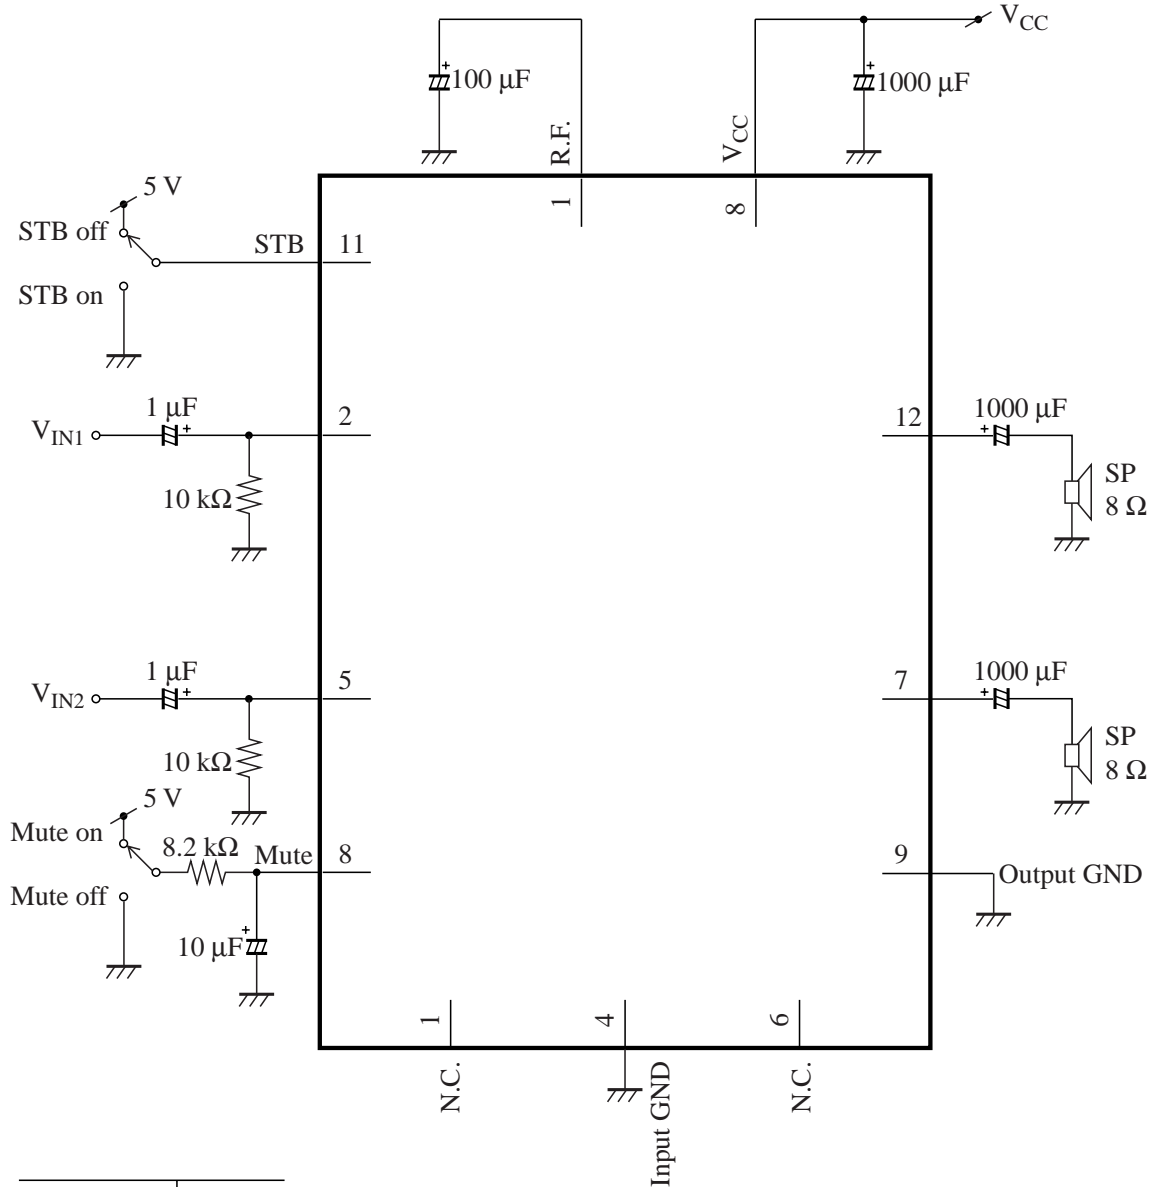 V_CC
100 µF
1000 µF
R.F.
V_CC
1
8
5 V
STB off
STB
11
STB on
1 µF
V_IN1
2
10 kΩ
12
1000 µF
SP
8 Ω
1 µF
V_IN2
5
10 kΩ
7
1000 µF
SP
8 Ω
5 V
Mute on
8.2 kΩ
Mute
8
Mute off
10 µF
9
Output GND
1
4
6
N.C.
Input GND
N.C.